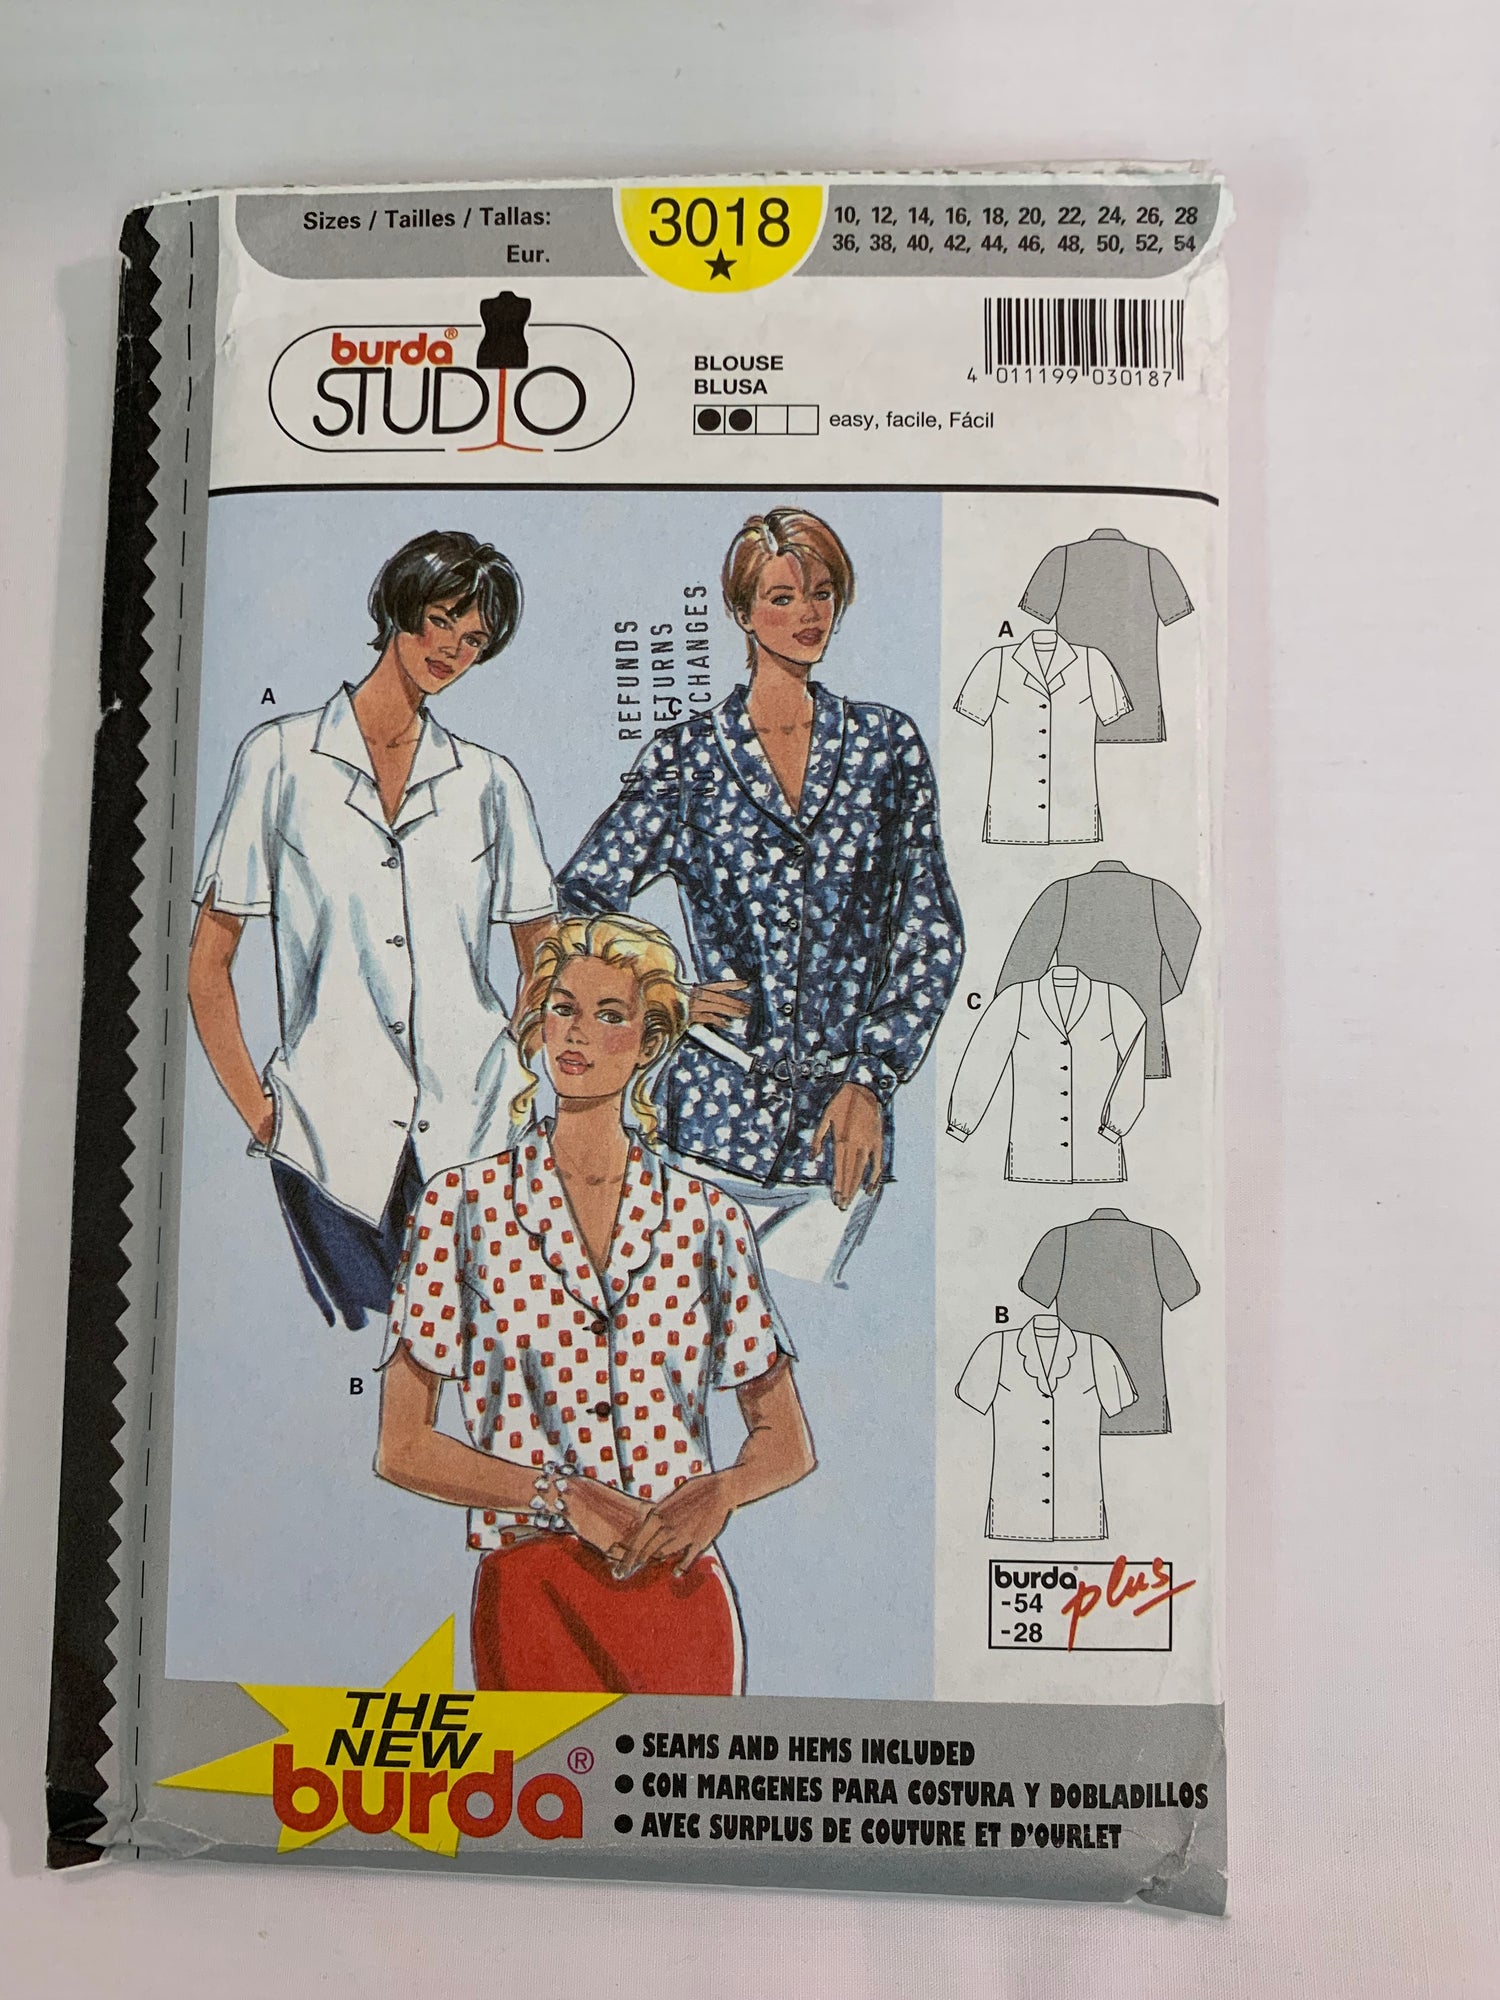 Sizes / Tailles / Tallas:
Eur.
3018
10, 12, 14, 16, 18, 20, 22, 24, 26, 28
36, 38, 40, 42, 44, 46, 48, 50, 52, 54
burda®
STUDIO
BLOUSE
BLUSA
easy, facile, Fácil
4 011199 030187
A
NO REFUNDS
NO RETURNS
NO EXCHANGES
B
A
C
B
burda plus
-54
-28
THE
NEW
burda®
• SEAMS AND HEMS INCLUDED
• CON MARGENES PARA COSTURA Y DOBLADILLOS
• AVEC SURPLUS DE COUTURE ET D'OURLET